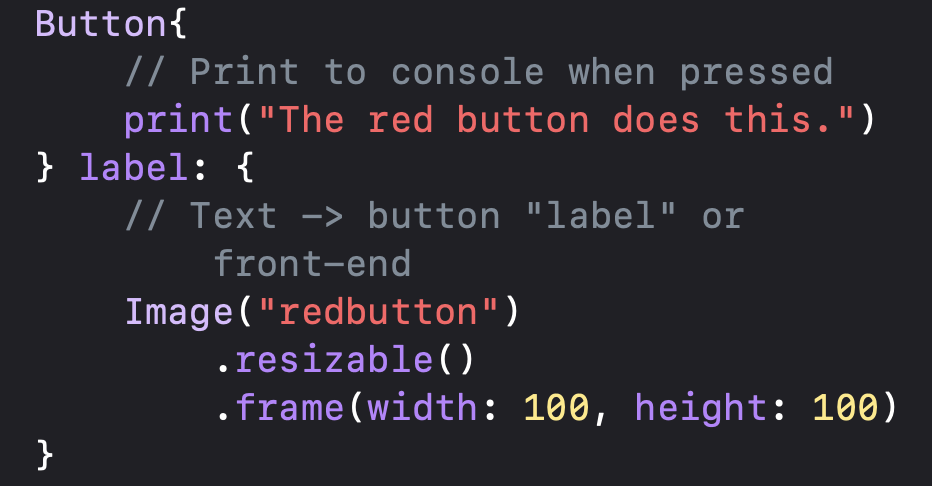 Button{
// Print to console when pressed
print("The red button does this.")
} label: {
// Text -> button "label" or
front-end
Image("redbutton")
.resizable()
.frame(width: 100, height: 100)
}